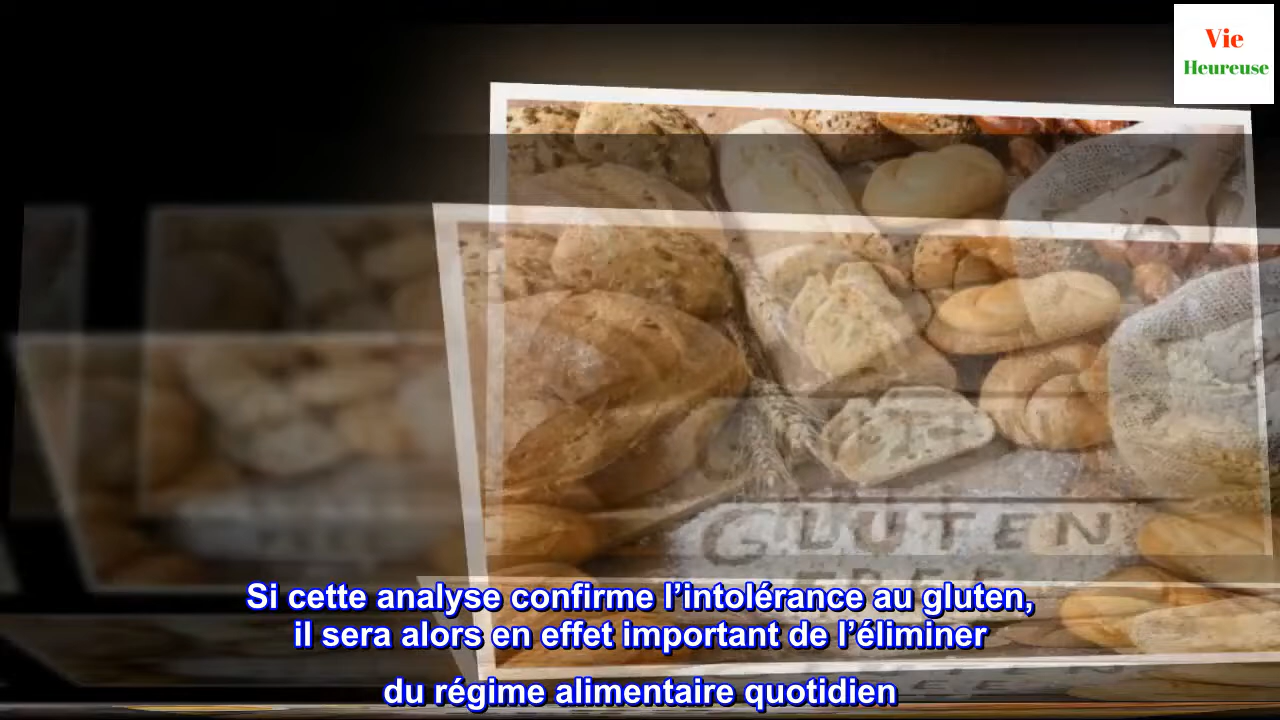 Vie
Heureuse
GLUTEN
FREE
Si cette analyse confirme l’intolérance au gluten,
il sera alors en effet important de l’éliminer
du régime alimentaire quotidien